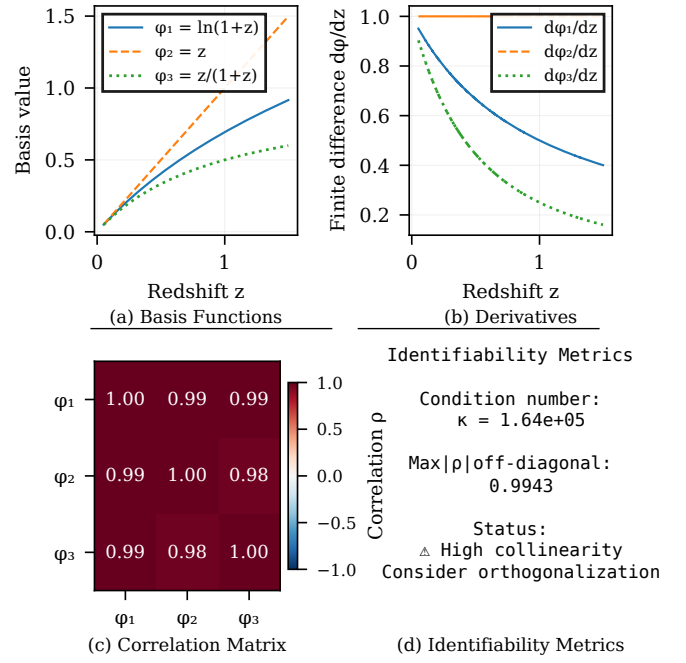 φ₁ = ln(1+z)
φ₂ = z
φ₃ = z/(1+z)
Basis value
1.5
1.0
0.5
0.0
0
1
Redshift z
(a) Basis Functions
dφ₁/dz
dφ₂/dz
dφ₃/dz
Finite difference dφ/dz
1.0
0.8
0.6
0.4
0.2
0
1
Redshift z
(b) Derivatives
φ₁
1.00 0.99 0.99
φ₂
0.99 1.00 0.98
φ₃
0.99 0.98 1.00
φ₁ φ₂ φ₃
1.0
0.5
0.0
−0.5
−1.0
Correlation ρ
(c) Correlation Matrix
Identifiability Metrics
Condition number:
κ = 1.64e+05
Max|ρ|off-diagonal:
0.9943
Status:
⚠ High collinearity
Consider orthogonalization
(d) Identifiability Metrics